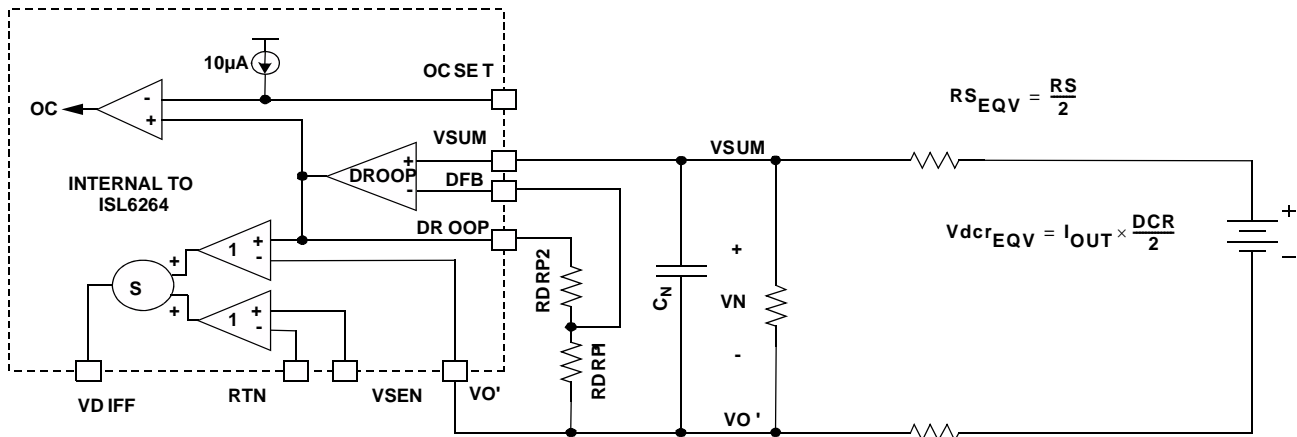 10µA
OCSET
OC
-
+
VSUM
VSUM
RS_EQV = RS/2
INTERNAL TO
ISL6264
DROOP
+
-
DFB
DROOP
1
+
-
+
S
+
1
+
-
RDRP2
RDRP1
C_N
+
VN
-
Vdcr_EQV = I_OUT × DCR/2
+
-
VDIFF
RTN
VSEN
VO'
VO'